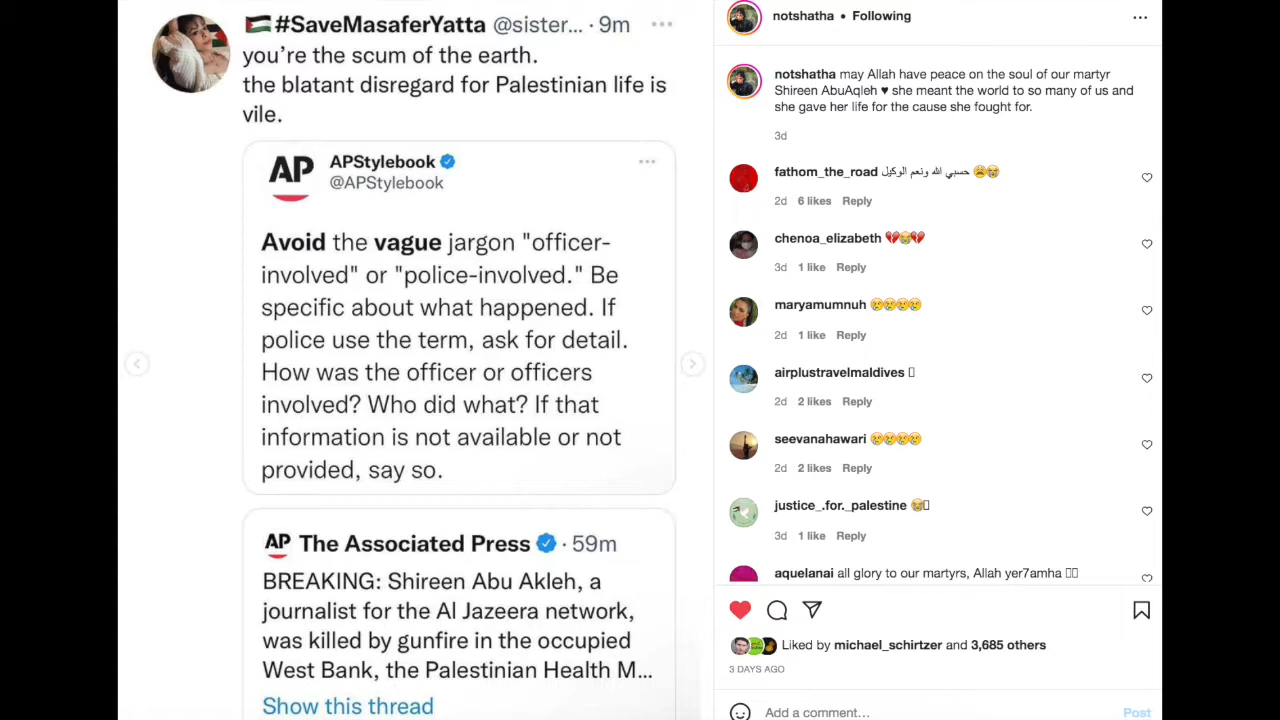 🇵🇸#SaveMasaferYatta @sister... · 9m
you’re the scum of the earth.
the blatant disregard for Palestinian life is
vile.
AP
APStylebook
@APStylebook
Avoid the vague jargon "officer-
involved" or "police-involved." Be
specific about what happened. If
police use the term, ask for detail.
How was the officer or officers
involved? Who did what? If that
information is not available or not
provided, say so.
AP The Associated Press · 59m
BREAKING: Shireen Abu Akleh, a
journalist for the Al Jazeera network,
was killed by gunfire in the occupied
West Bank, the Palestinian Health M...
Show this thread
notshatha • Following
notshatha may Allah have peace on the soul of our martyr
Shireen AbuAqleh ♥ she meant the world to so many of us and
she gave her life for the cause she fought for.
3d
fathom_the_road حسبي الله ونعم الوكيل 😩😭
2d 6 likes Reply
chenoa_elizabeth 💔😭💔
3d 1 like Reply
maryamumnuh 😢😢😢😢
2d 1 like Reply
airplustravelmaldives
2d 2 likes Reply
seevanahawari 😢😢😢😢
2d 2 likes Reply
justice_.for._palestine 😭
3d 1 like Reply
aquelanai all glory to our martyrs, Allah yer7amha
Liked by michael_schirtzer and 3,685 others
3 DAYS AGO
Add a comment...
Post